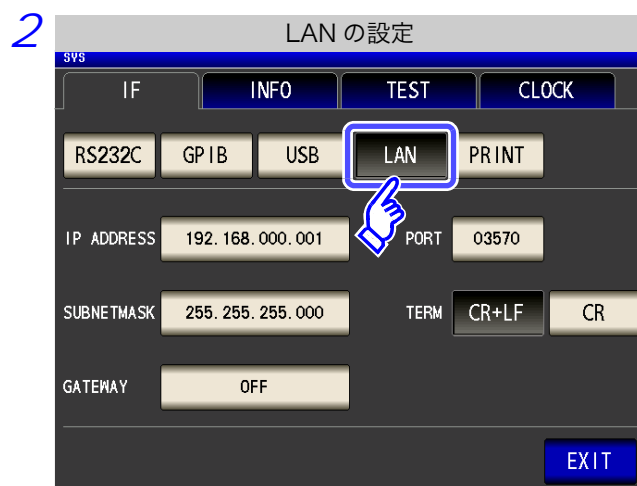 2
LAN の設定
SYS
IF INFO TEST CLOCK
RS232C GPIB USB LAN PRINT
IP ADDRESS 192.168.000.001 PORT 03570
SUBNETMASK 255.255.255.000 TERM CR+LF CR
GATEWAY OFF
EXIT